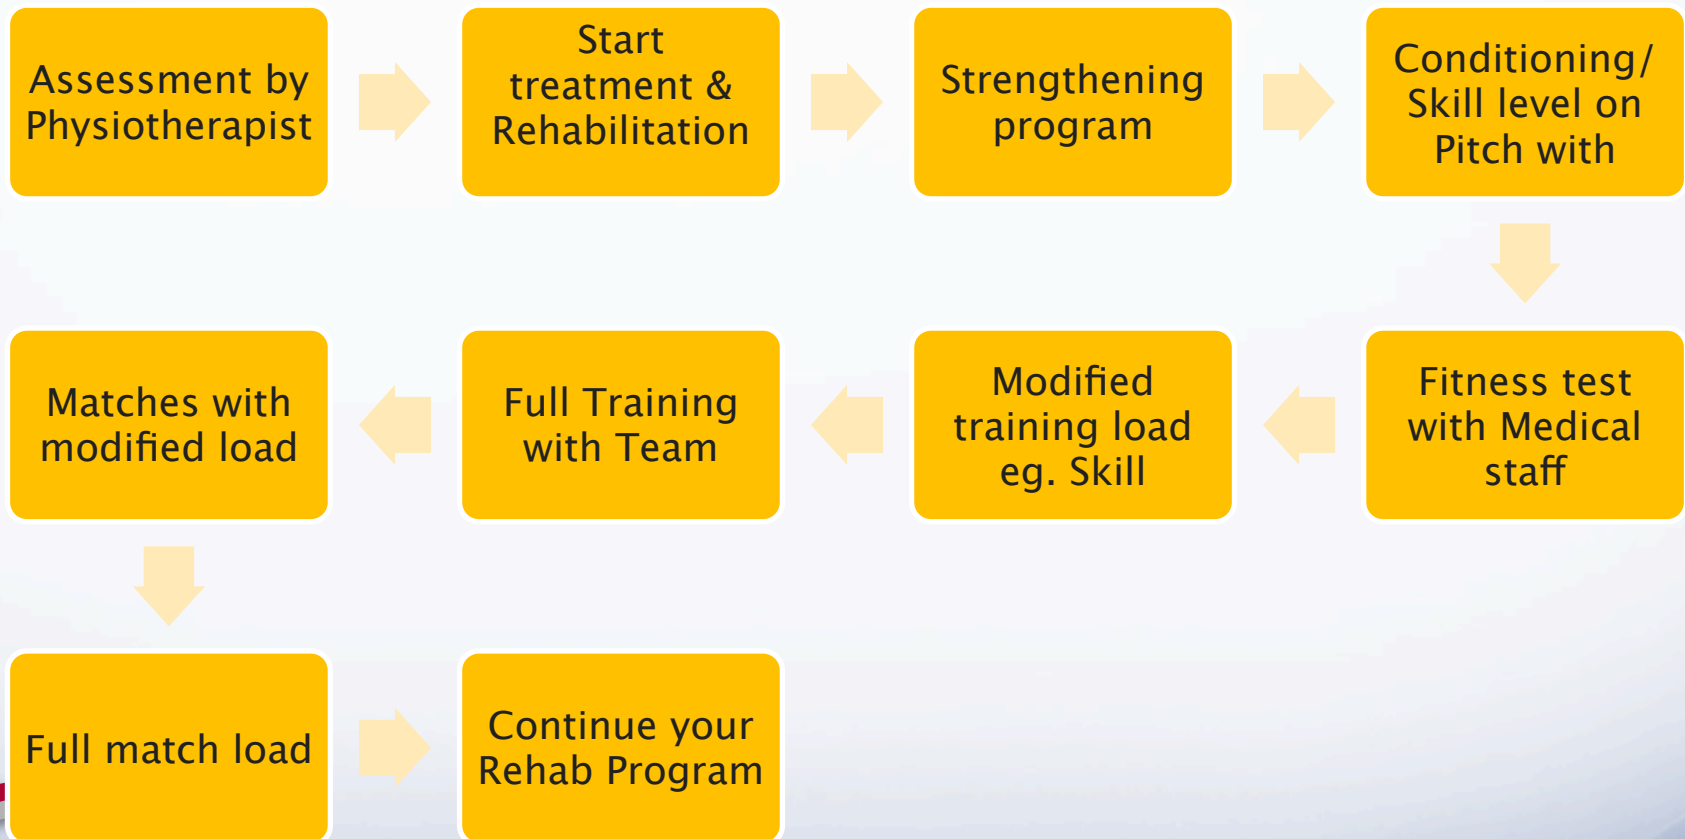 Assessment by
Physiotherapist
Start
treatment &
Rehabilitation
Strengthening
program
Conditioning/
Skill level on
Pitch with
Fitness test
with Medical
staff
Modified
training load
eg. Skill
Full Training
with Team
Matches with
modified load
Full match load
Continue your
Rehab Program